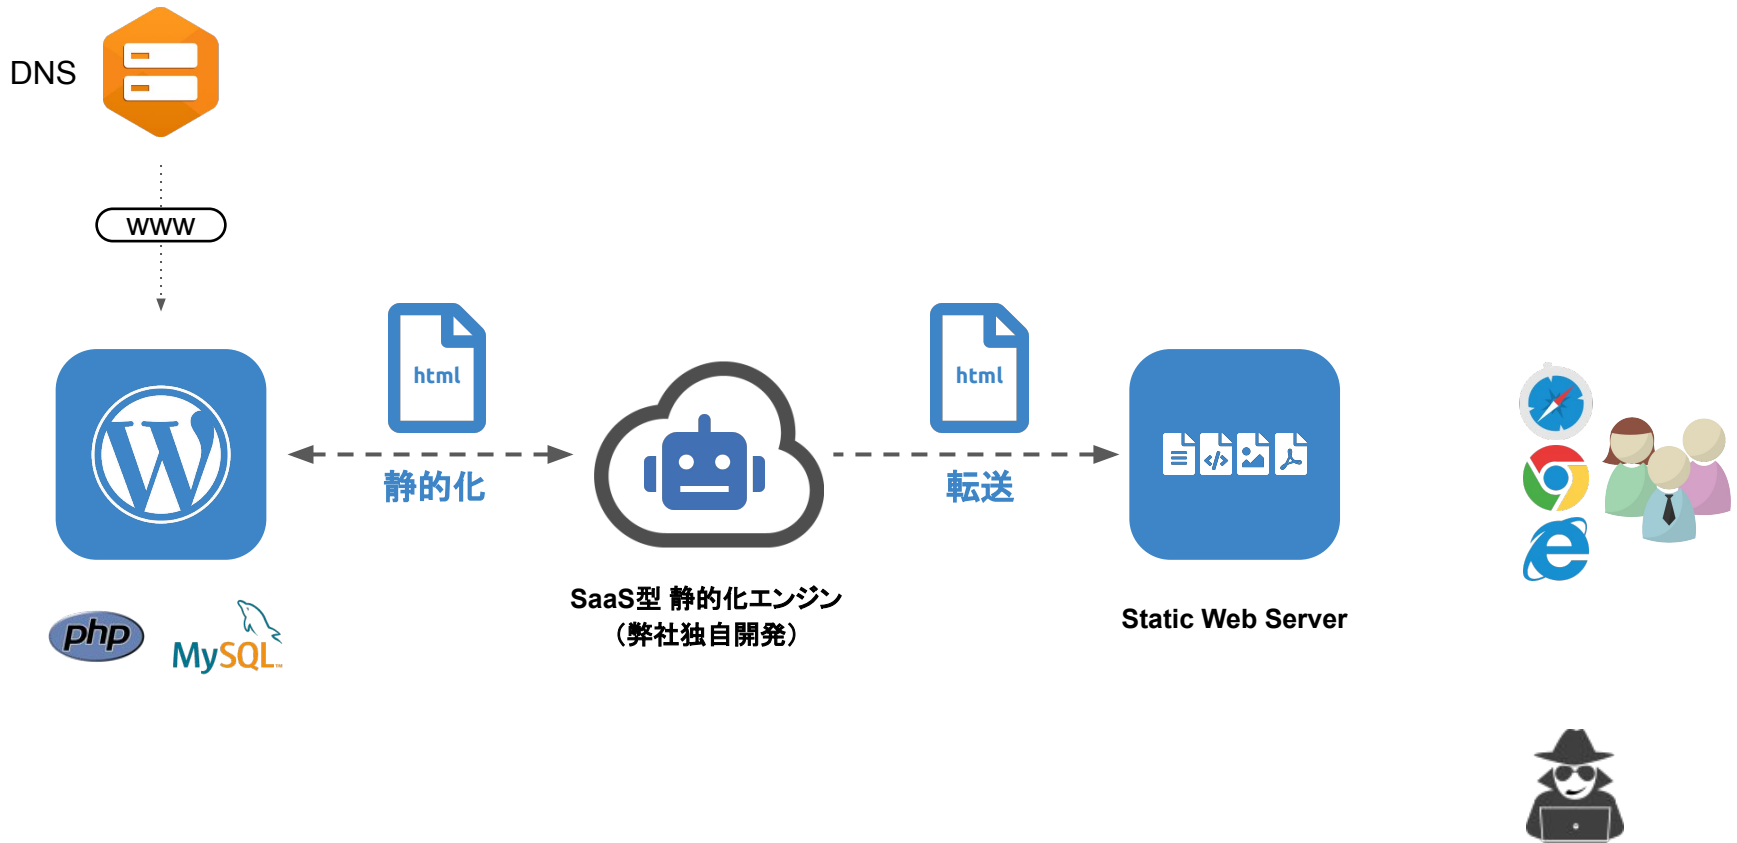 DNS
www
html
html
静的化
転送
</>
SaaS型 静的化エンジン
（弊社独自開発）
Static Web Server
php
MySQL™